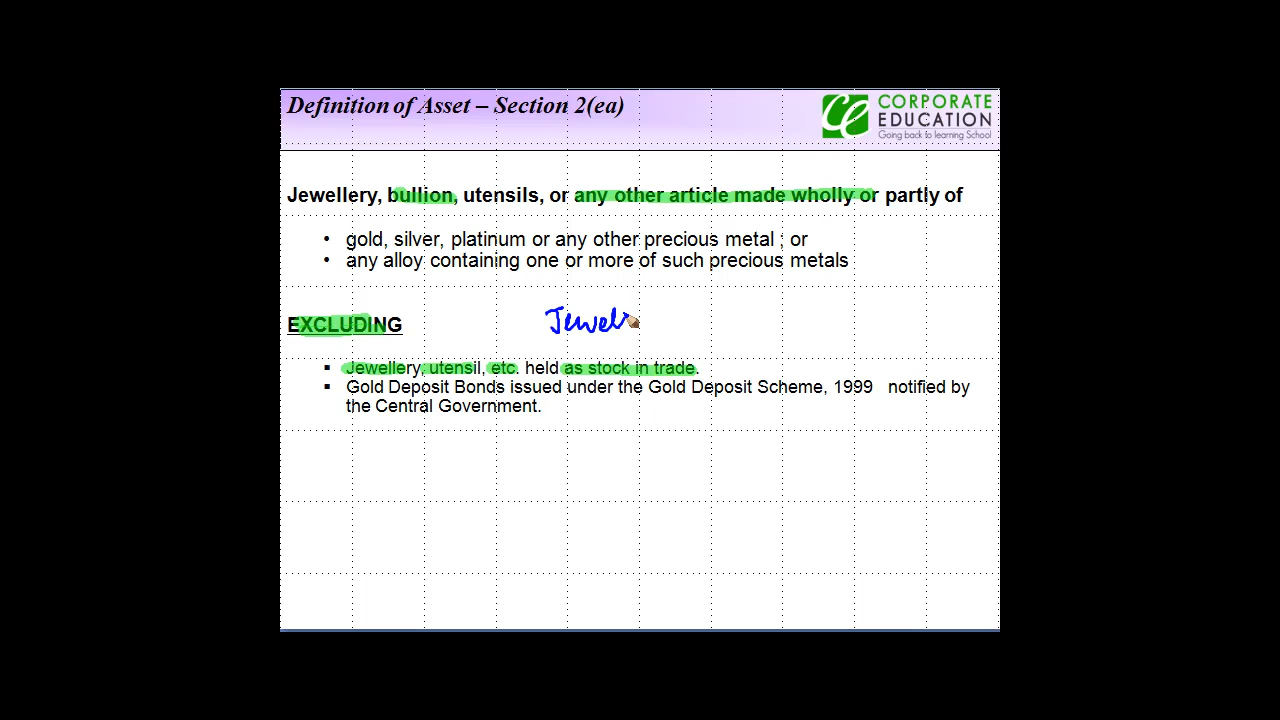 Definition of Asset – Section 2(ea)
CORPORATE
EDUCATION
Going back to learning School
Jewellery, bullion, utensils, or any other article made wholly or partly of
• gold, silver, platinum or any other precious metal ; or
• any alloy containing one or more of such precious metals
EXCLUDING
Jewel
▪ Jewellery, utensil, etc. held as stock in trade.
▪ Gold Deposit Bonds issued under the Gold Deposit Scheme, 1999 notified by
the Central Government.